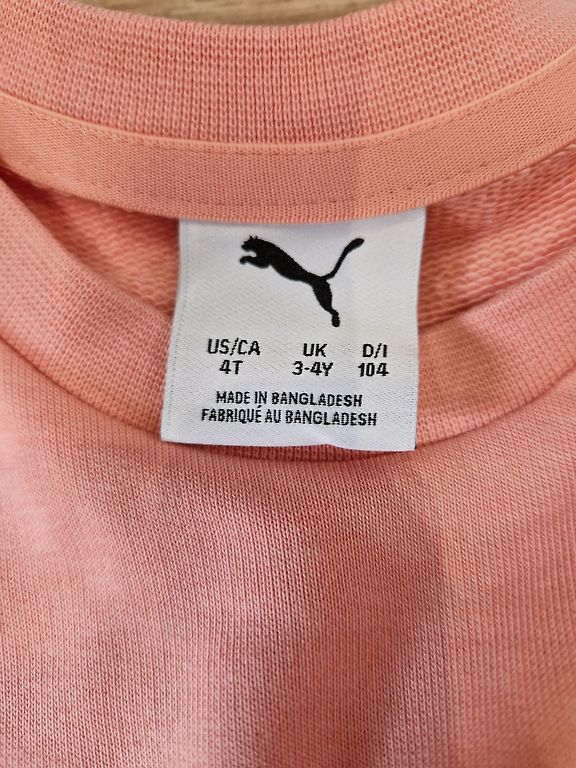 US/CA UK D/I
4T 3-4Y 104
MADE IN BANGLADESH
FABRIQUÉ AU BANGLADESH